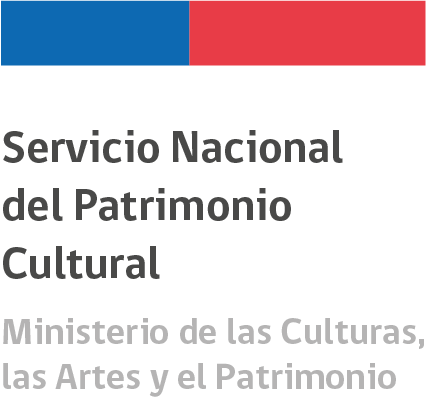 Servicio Nacional
del Patrimonio
Cultural
Ministerio de las Culturas,
las Artes y el Patrimonio